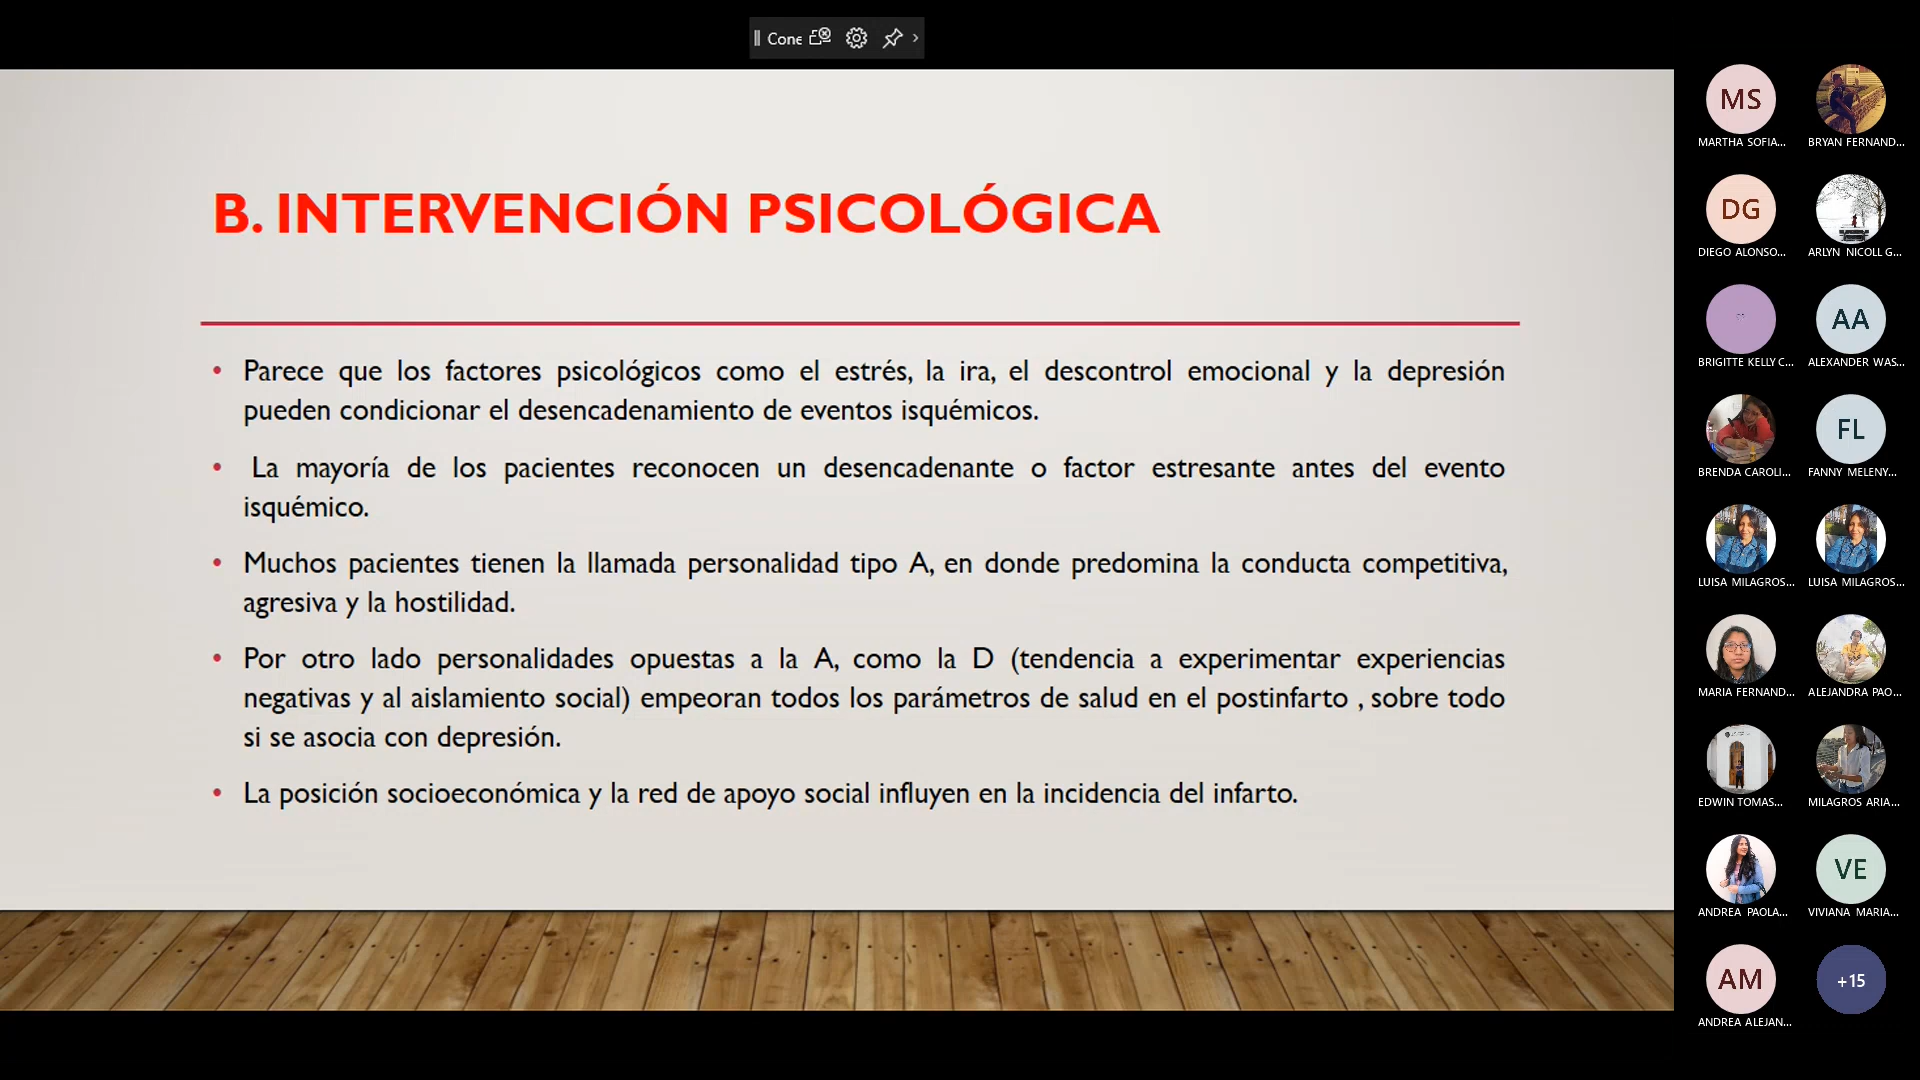 Cone
B. INTERVENCIÓN PSICOLÓGICA
• Parece que los factores psicológicos como el estrés, la ira, el descontrol emocional y la depresión
pueden condicionar el desencadenamiento de eventos isquémicos.
• La mayoría de los pacientes reconocen un desencadenante o factor estresante antes del evento
isquémico.
• Muchos pacientes tienen la llamada personalidad tipo A, en donde predomina la conducta competitiva,
agresiva y la hostilidad.
• Por otro lado personalidades opuestas a la A, como la D (tendencia a experimentar experiencias
negativas y al aislamiento social) empeoran todos los parámetros de salud en el postinfarto , sobre todo
si se asocia con depresión.
• La posición socioeconómica y la red de apoyo social influyen en la incidencia del infarto.
MS
MARTHA SOFIA...
BRYAN FERNAND...
DG
DIEGO ALONSO...
ARLYN NICOLL G...
BRIGITTE KELLY C...
AA
ALEXANDER WAS...
BRENDA CAROLI...
FL
FANNY MELENY...
LUISA MILAGROS...
LUISA MILAGROS...
MARIA FERNAND...
ALEJANDRA PAO...
EDWIN TOMAS...
MILAGROS ARIA...
ANDREA PAOLA...
VE
VIVIANA MARIA...
AM
ANDREA ALEJAN...
+15